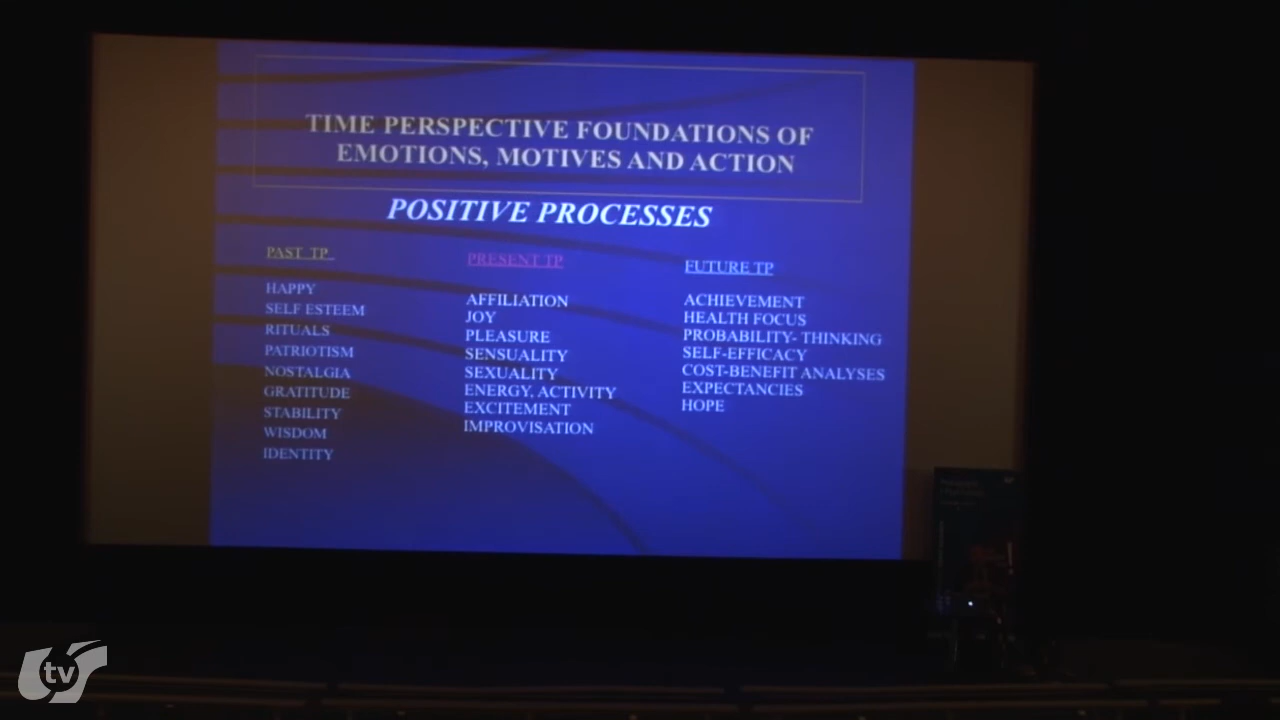 TIME PERSPECTIVE FOUNDATIONS OF
EMOTIONS, MOTIVES AND ACTION
POSITIVE PROCESSES
PAST TP
HAPPY
SELF ESTEEM
RITUALS
PATRIOTISM
NOSTALGIA
GRATITUDE
STABILITY
WISDOM
IDENTITY
PRESENT TP
AFFILIATION
JOY
PLEASURE
SENSUALITY
SEXUALITY
ENERGY, ACTIVITY
EXCITEMENT
IMPROVISATION
FUTURE TP
ACHIEVEMENT
HEALTH FOCUS
PROBABILITY- THINKING
SELF-EFFICACY
COST-BENEFIT ANALYSES
EXPECTANCIES
HOPE
tv